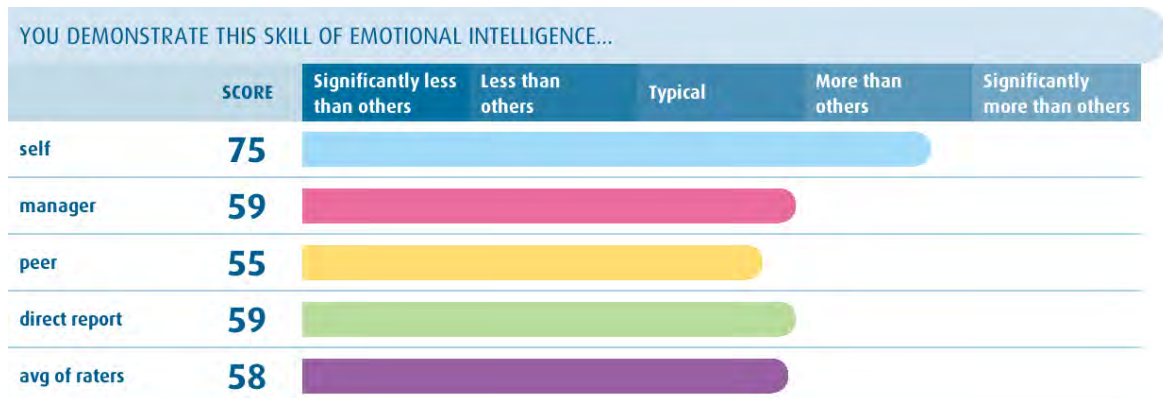 YOU DEMONSTRATE THIS SKILL OF EMOTIONAL INTELLIGENCE...
SCORE
Significantly less
than others
Less than
others
Typical
More than
others
Significantly
more than others
self 75
manager 59
peer 55
direct report 59
avg of raters 58